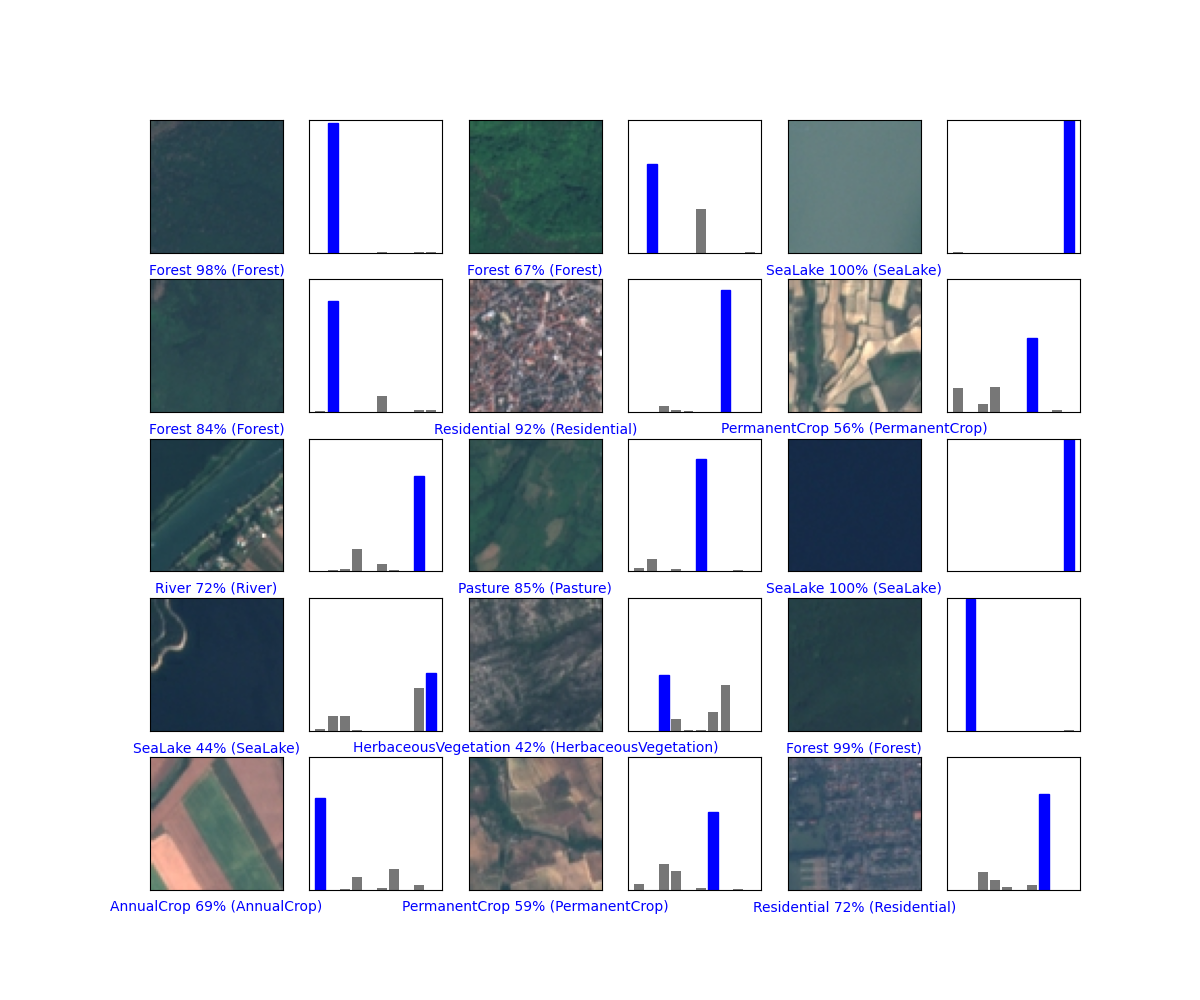 Forest 98% (Forest)
Forest 67% (Forest)
SeaLake 100% (SeaLake)
Forest 84% (Forest)
Residential 92% (Residential)
PermanentCrop 56% (PermanentCrop)
River 72% (River)
Pasture 85% (Pasture)
SeaLake 100% (SeaLake)
SeaLake 44% (SeaLake)
HerbaceousVegetation 42% (HerbaceousVegetation)
Forest 99% (Forest)
AnnualCrop 69% (AnnualCrop)
PermanentCrop 59% (PermanentCrop)
Residential 72% (Residential)